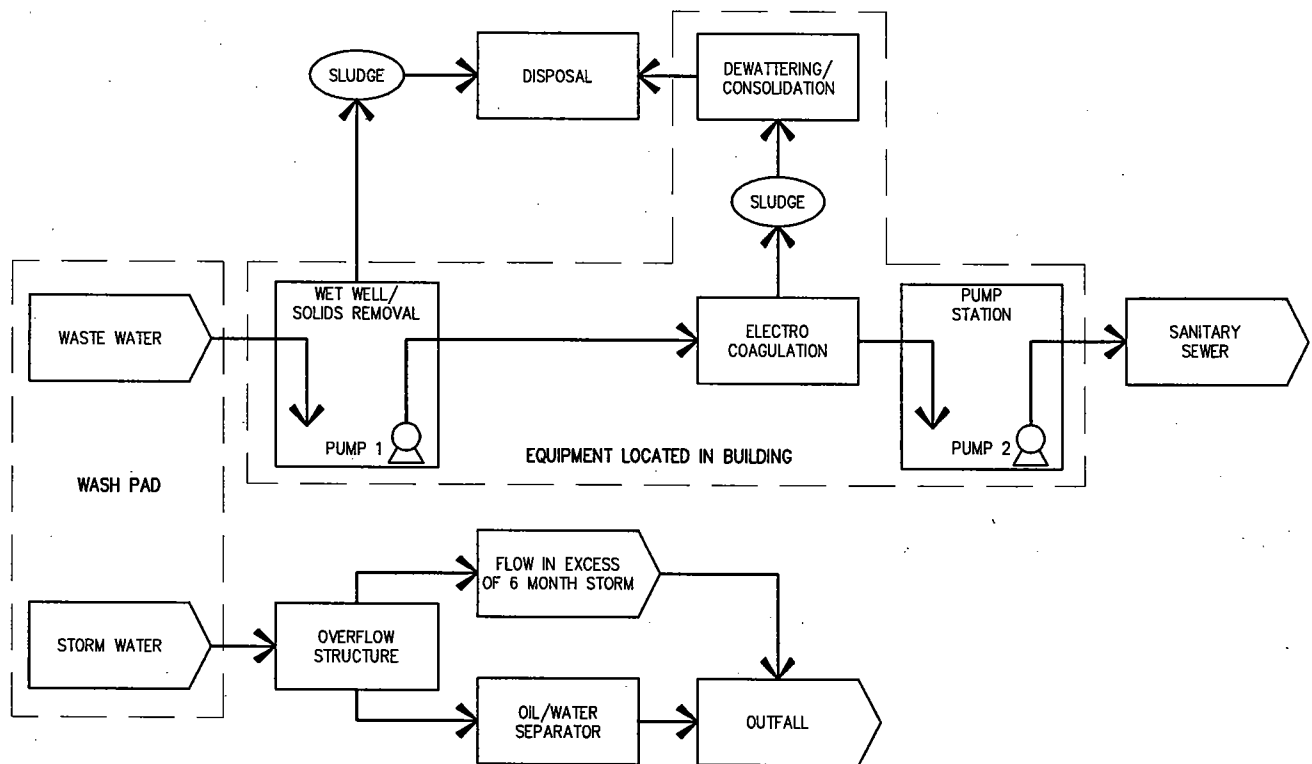 SLUDGE
DISPOSAL
DEWATTERING/
CONSOLIDATION
SLUDGE
WASTE WATER
WET WELL/
SOLIDS REMOVAL
PUMP 1
ELECTRO
COAGULATION
PUMP
STATION
PUMP 2
SANITARY
SEWER
EQUIPMENT LOCATED IN BUILDING
WASH PAD
STORM WATER
OVERFLOW
STRUCTURE
FLOW IN EXCESS
OF 6 MONTH STORM
OIL/WATER
SEPARATOR
OUTFALL